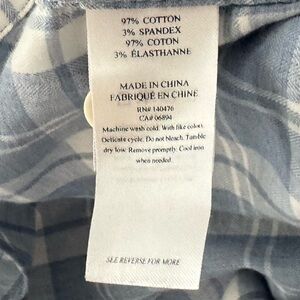 97% COTTON
3% SPANDEX
97% COTON
3% ÉLASTHANNE
MADE IN CHINA
FABRIQUÉ EN CHINE
RN# 140476
CA# 06894
Machine wash cold. With like colors.
Delicate cycle. Do not Bleach. Tumble
dry low. Remove promptly. Cool iron
when needed.
SEE REVERSE FOR MORE